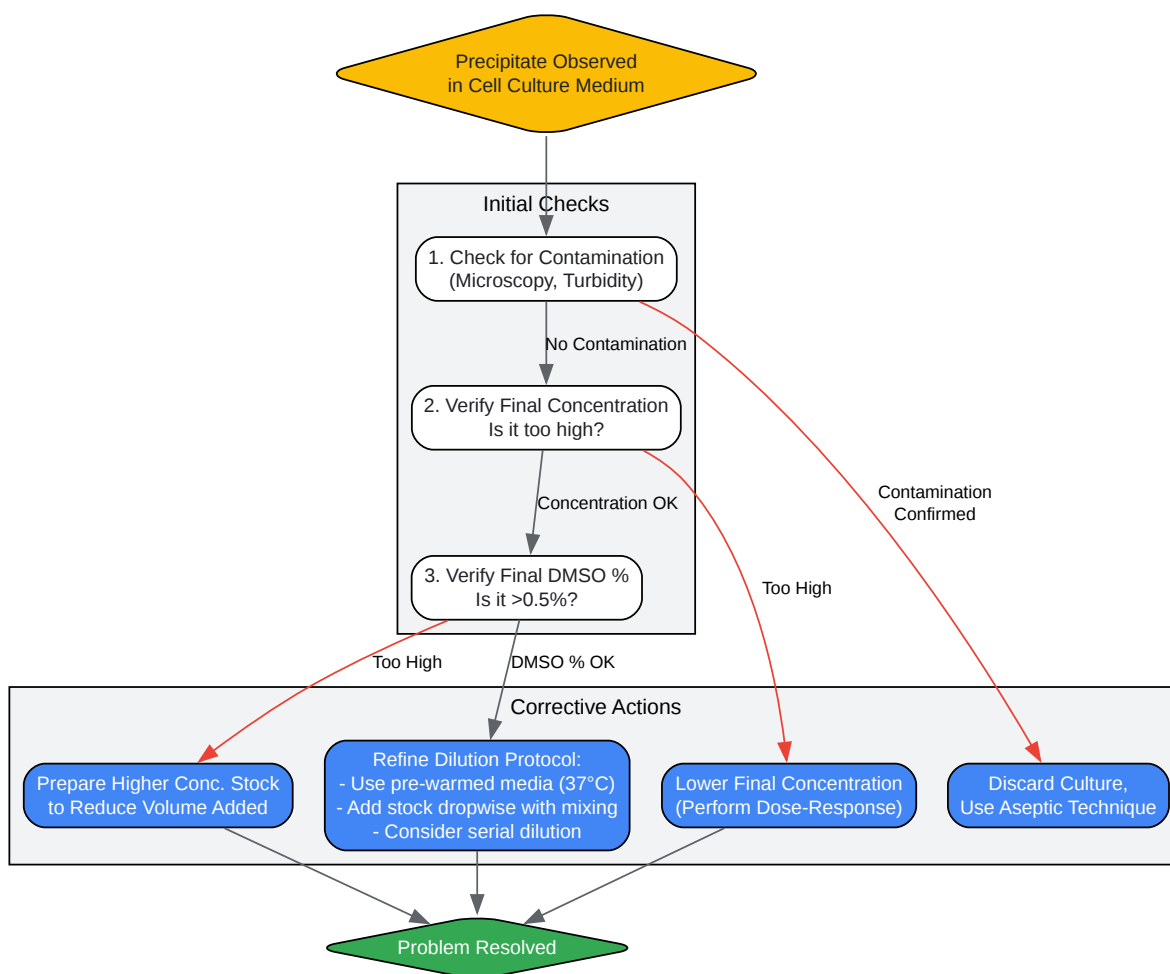 Precipitate Observed
in Cell Culture Medium
Initial Checks
1. Check for Contamination
(Microscopy, Turbidity)
No Contamination
2. Verify Final Concentration
Is it too high?
Contamination
Confirmed
Concentration OK
3. Verify Final DMSO %
Is it >0.5%?
Too High
Too High
DMSO % OK
Corrective Actions
Prepare Higher Conc. Stock
to Reduce Volume Added
Refine Dilution Protocol:
- Use pre-warmed media (37°C)
- Add stock dropwise with mixing
- Consider serial dilution
Lower Final Concentration
(Perform Dose-Response)
Discard Culture,
Use Aseptic Technique
Problem Resolved